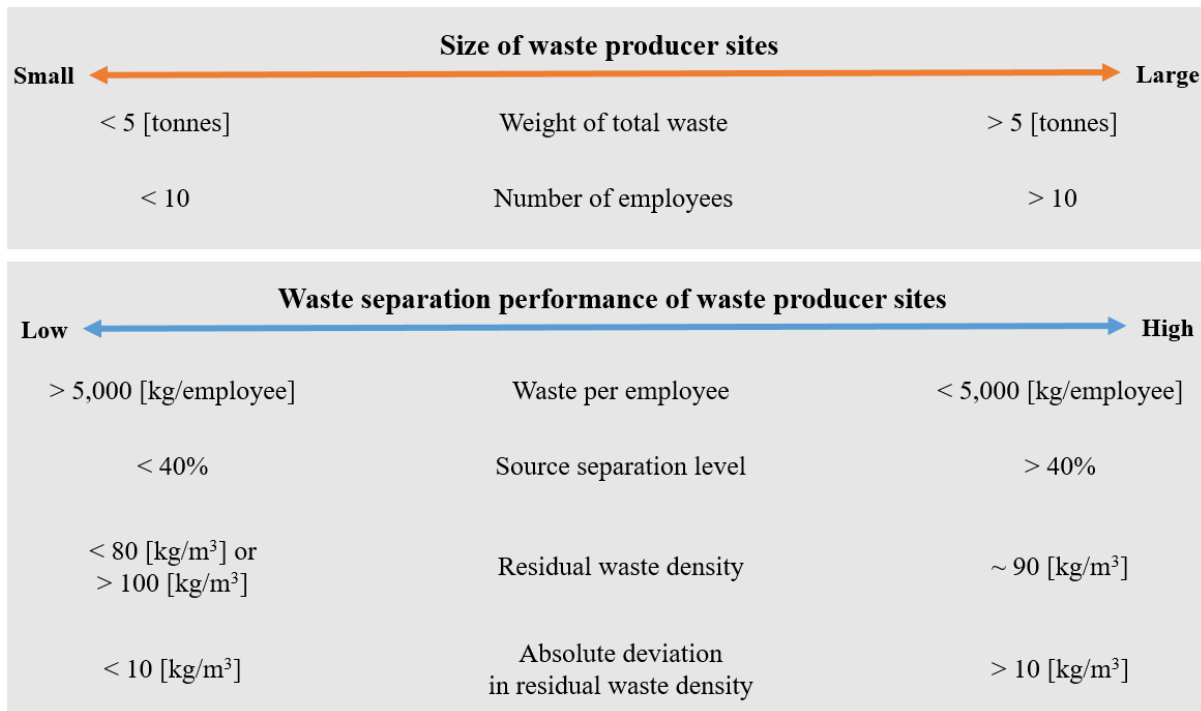 Size of waste producer sites
Small Large
< 5 [tonnes] Weight of total waste > 5 [tonnes]
< 10 Number of employees > 10
Waste separation performance of waste producer sites
Low High
> 5,000 [kg/employee] Waste per employee < 5,000 [kg/employee]
< 40% Source separation level > 40%
< 80 [kg/m³] or
> 100 [kg/m³]
Residual waste density ~ 90 [kg/m³]
< 10 [kg/m³]
Absolute deviation
in residual waste density
> 10 [kg/m³]